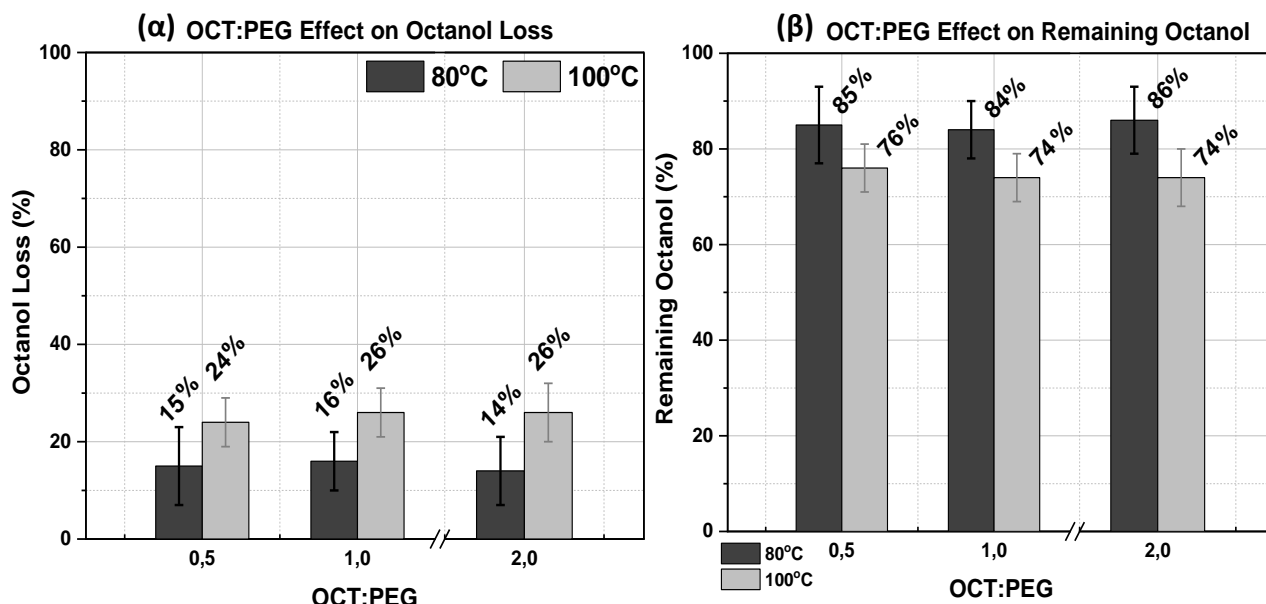 (α) OCT:PEG Effect on Octanol Loss
80°C 100°C
Octanol Loss (%)
100
80
60
40
20
0
15% 24% 16% 26% 14% 26%
0,5 1,0 2,0
OCT:PEG
(β) OCT:PEG Effect on Remaining Octanol
Remaining Octanol (%)
100
80
60
40
20
0
85% 76% 84% 74% 86% 74%
0,5 1,0 2,0
80°C
100°C
OCT:PEG